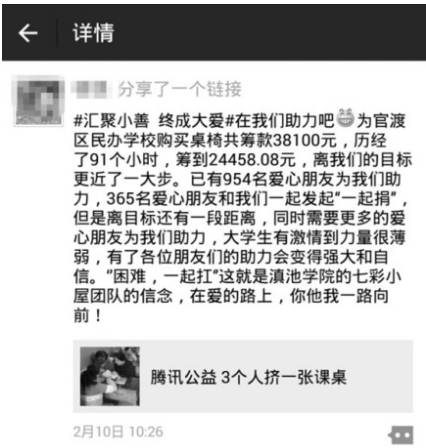 详情
分享了一个链接
#汇聚小善 终成大爱#在我们助力吧😁为官渡
区民办学校购买桌椅共筹款38100元，历经
了91个小时，筹到24458.08元，离我们的目标
更近了一大步。已有954名爱心朋友为我们助
力，365名爱心朋友和我们一起发起“一起捐”，
但是离目标还有一段距离，同时需要更多的爱
心朋友为我们助力，大学生有激情到力量很薄
弱，有了各位朋友们的助力会变得强大和自
信。“困难，一起扛”这就是滇池学院的七彩小
屋团队的信念，在爱的路上，你他我一路向
前！
腾讯公益 3个人挤一张课桌
2月10日 10:26